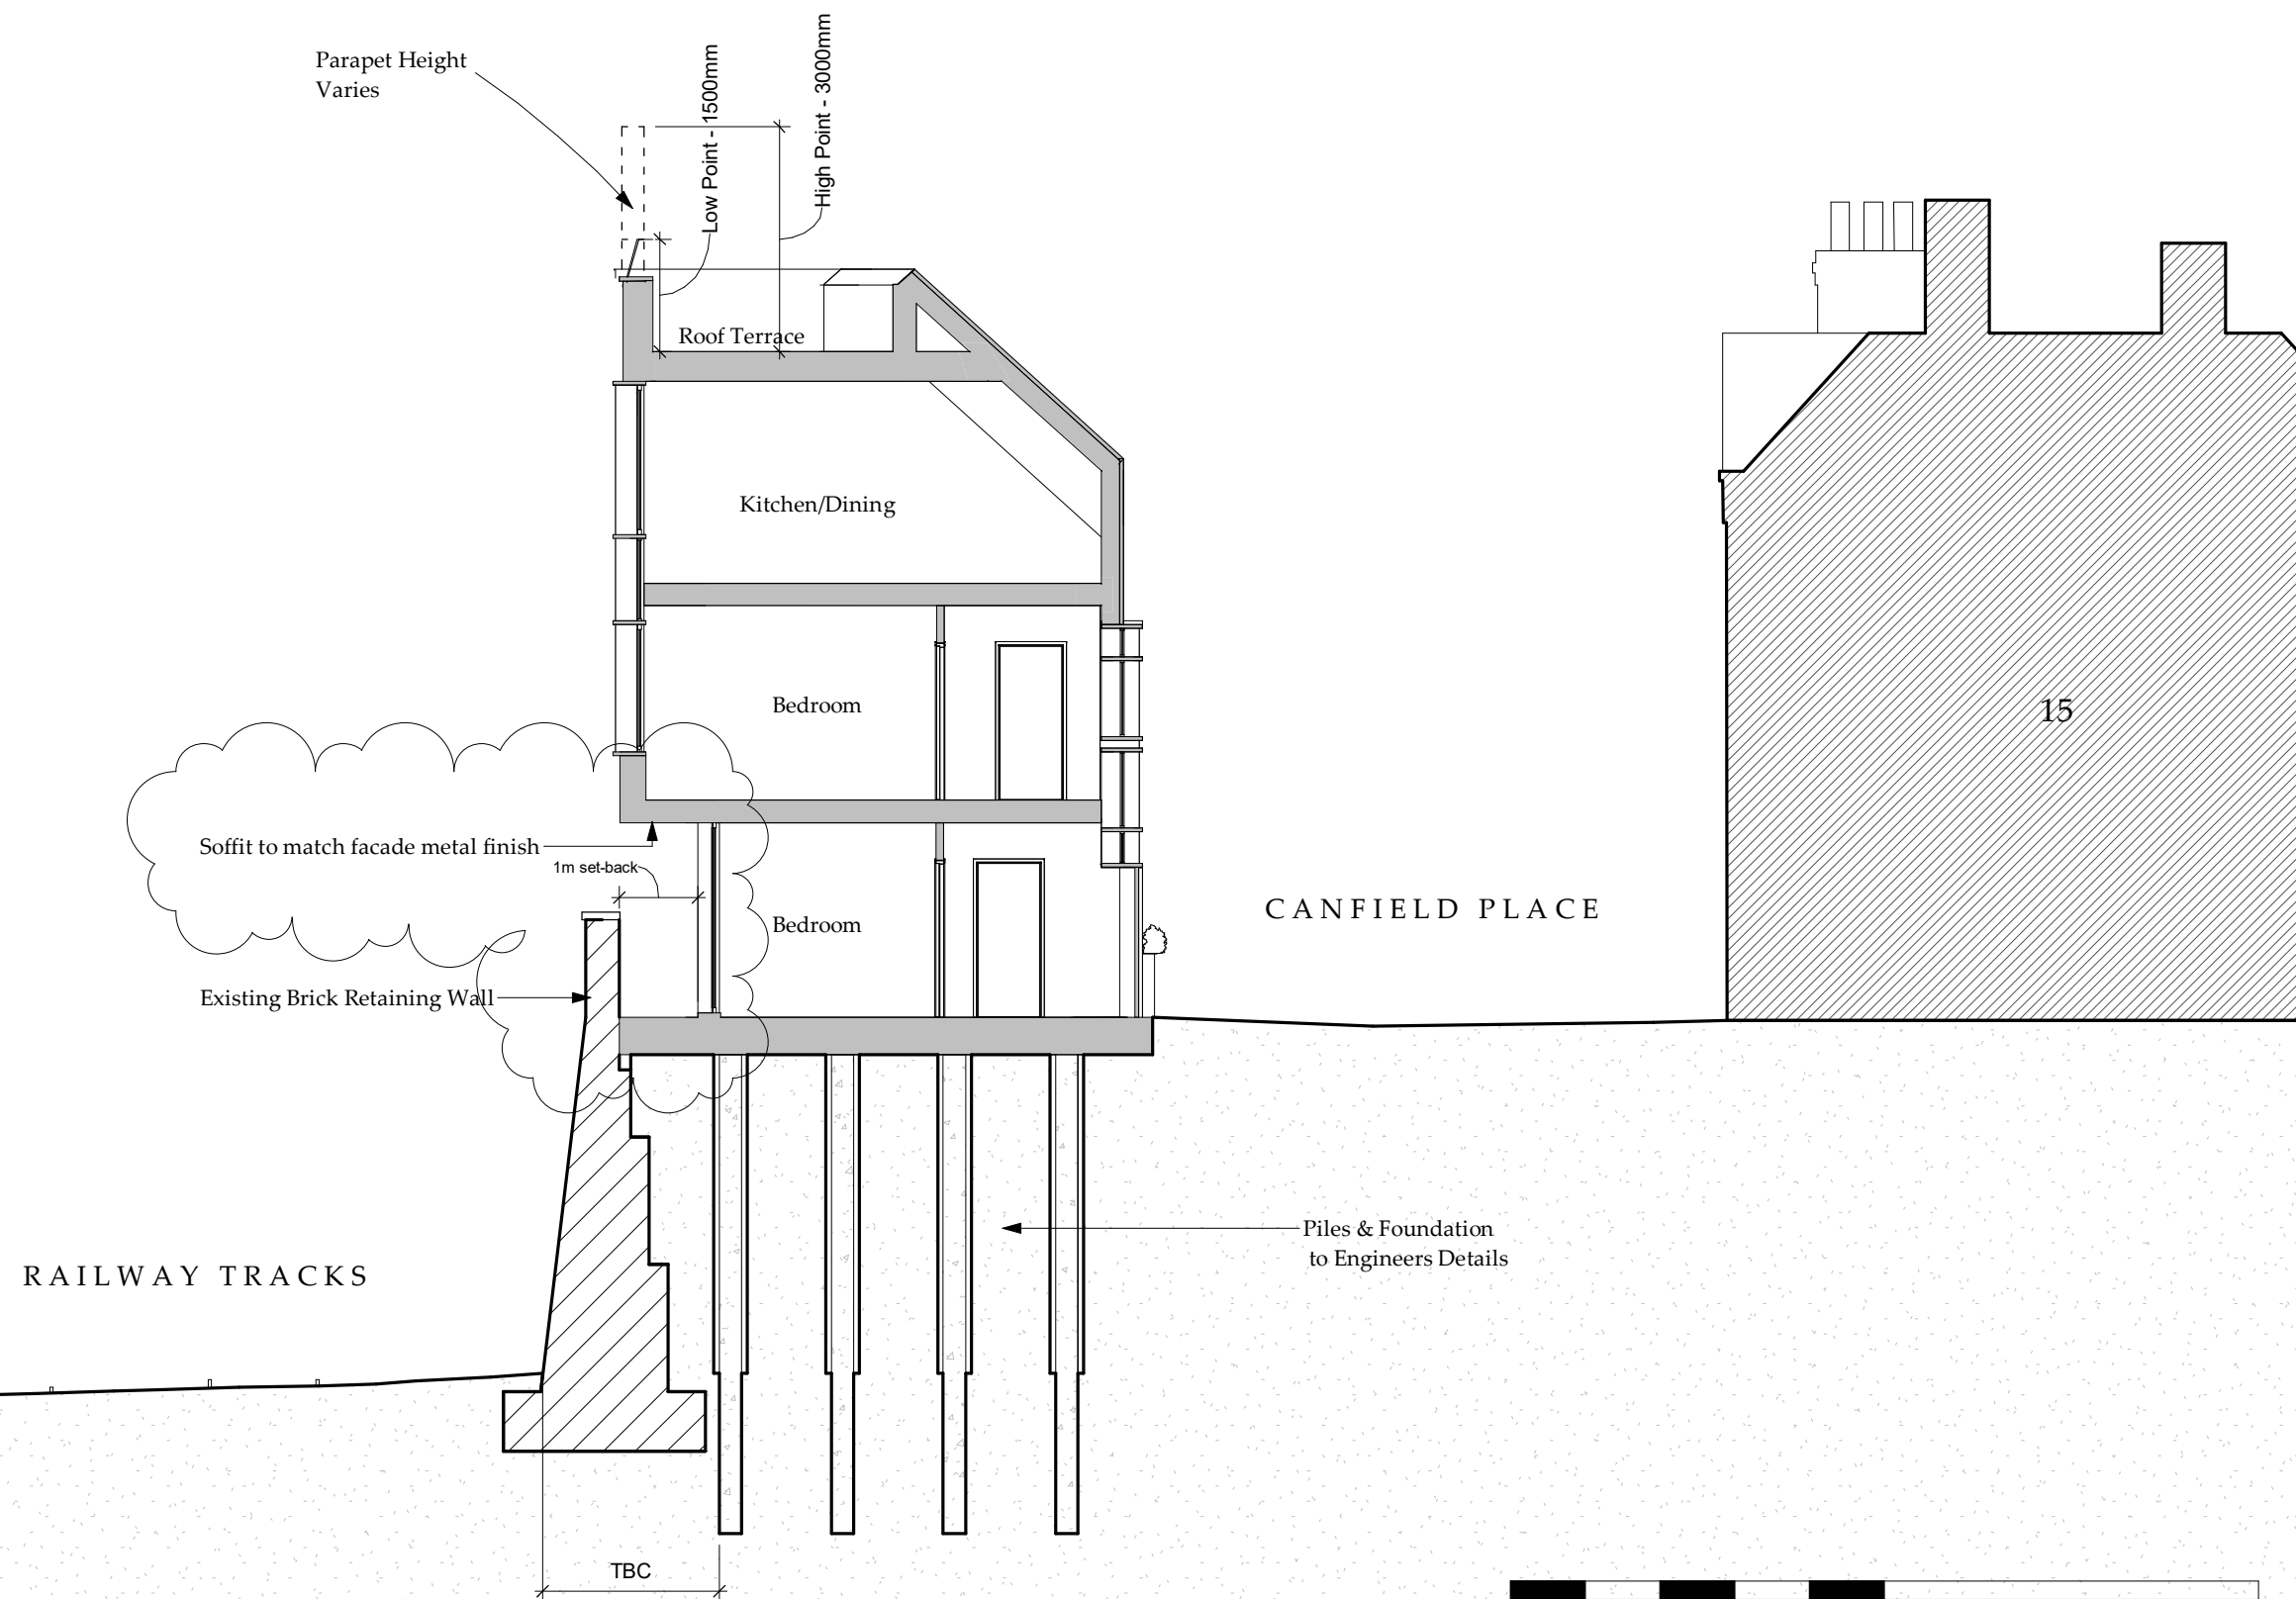 Parapet Height
Varies
Low Point - 1500mm
High Point - 3000mm
Roof Terrace
Kitchen/Dining
Bedroom
15
Soffit to match facade metal finish
1m set-back
CANFIELD PLACE
Bedroom
Existing Brick Retaining Wall
Piles & Foundation
to Engineers Details
RAILWAY TRACKS
TBC